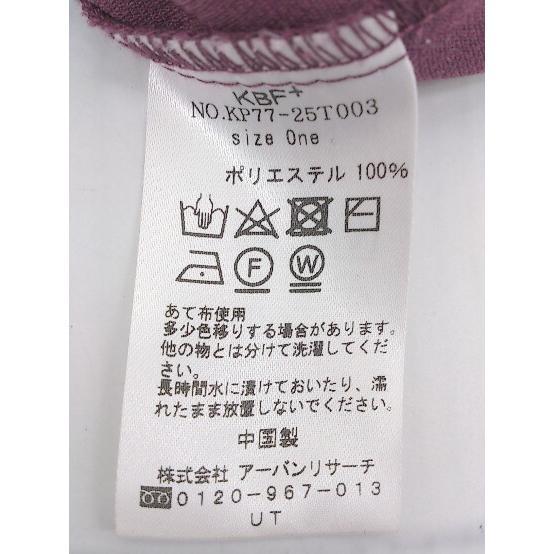 KBF+
NO.KP77-25T003
size One
ポリエステル 100%
F W
あて布使用
多少色移りする場合があります。
他の物とは分けて洗濯してくだ
さい。
長時間水に漬けておいたり、濡
れたまま放置しないでください。
中国製
株式会社 アーバンリサーチ
0120-967-013
UT